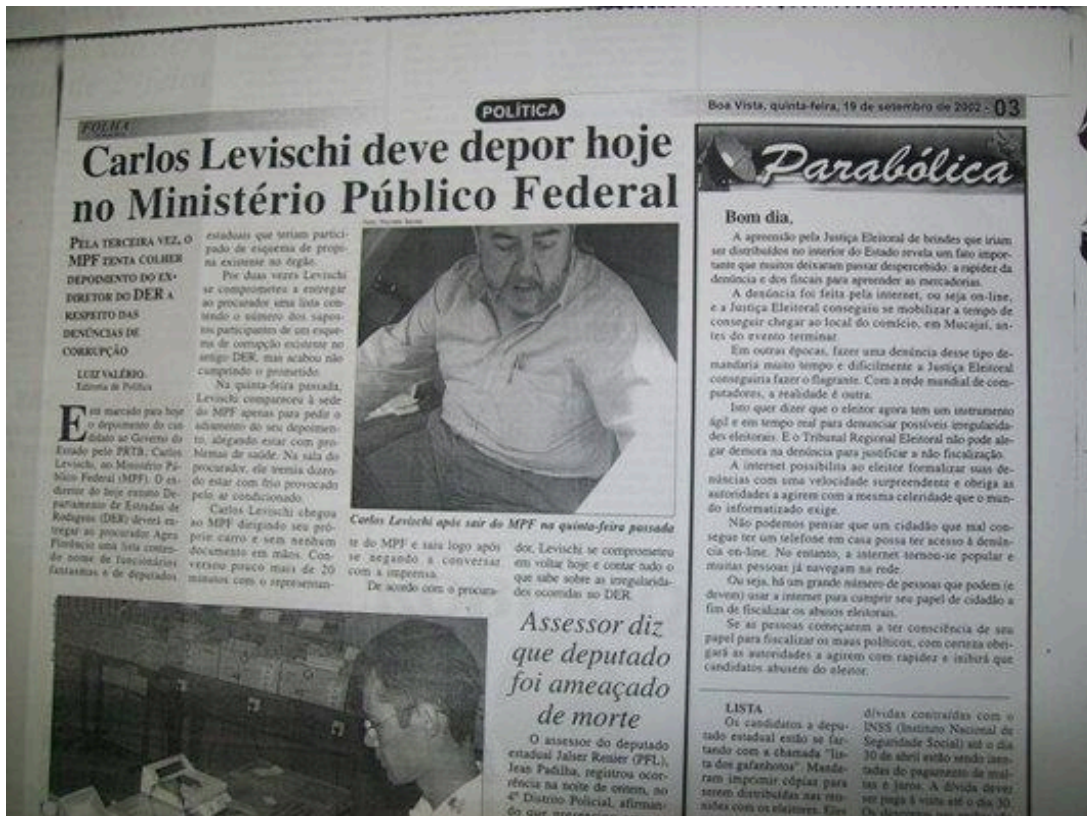 FOLHA
POLÍTICA
Boa Vista, quinta-feira, 19 de setembro de 2002 - 03
Carlos Levischi deve depor hoje
no Ministério Público Federal
PELA TERCEIRA VEZ, O
MPF TENTA COLHER
DEPOIMENTO DO EX-
DIRETOR DO DER A
RESPEITO DAS
DENÚNCIAS DE
CORRUPÇÃO
LUIZ VALÉRIO
Editoria de Política
Está marcado para hoje
o depoimento do can-
didato ao Governo do
Estado pelo PRTB, Carlos
Levischi, ao Ministério Pú-
blico Federal (MPF). O ex-
diretor do hoje extinto De-
partamento de Estradas de
Rodagens (DER) deverá en-
tregar ao procurador Ageu
Florêncio uma lista conten-
do nome de funcionários
fantasmas e de deputados
estaduais que teriam partici-
pado de esquema de propi-
na existente no órgão.
Por duas vezes Levischi
se comprometeu a entregar
ao procurador uma lista con-
tendo o número dos supos-
tos participantes de um esque-
ma de corrupção existente no
antigo DER, mas acabou não
cumprindo o prometido.
Na quinta-feira passada,
Levischi compareceu à sede
do MPF apenas para pedir o
adiamento do seu depoimen-
to, alegando estar com pro-
blemas de saúde. Na sala do
procurador, ele tremia dizen-
do estar com frio provocado
pelo ar condicionado.
Carlos Levischi chegou
ao MPF dirigindo seu pró-
prio carro e sem nenhum
documento em mãos. Con-
versou pouco mais de 20
minutos com o representan-
Carlos Levischi após sair do MPF na quinta-feira passada
te do MPF e saiu logo após
se negando a conversar
com a imprensa.
De acordo com o procura-
dor, Levischi se comprometeu
em voltar hoje e contar tudo o
que sabe sobre as irregularida-
des ocorridas no DER.
Assessor diz
que deputado
foi ameaçado
de morte
O assessor do deputado
estadual Jalser Renier (PFL),
Jean Padilha, registrou ocor-
rência na noite de ontem, no
4º Distrito Policial, afirman-
do que
Parabólica
Bom dia,
A apreensão pela Justiça Eleitoral de brindes que iriam
ser distribuídos no interior do Estado revela um fato impor-
tante que muitos deixaram passar despercebido: a rapidez da
denúncia e dos fiscais para apreender as mercadorias.
A denúncia foi feita pela internet, ou seja on-line,
e a Justiça Eleitoral conseguiu se mobilizar a tempo de
conseguir chegar ao local do comício, em Mucajaí, an-
tes do evento terminar.
Em outras épocas, fazer uma denúncia desse tipo de-
mandaria muito tempo e dificilmente a Justiça Eleitoral
conseguiria fazer o flagrante. Com a rede mundial de com-
putadores, a realidade é outra.
Isto quer dizer que o eleitor agora tem um instrumento
ágil e em tempo real para denunciar possíveis irregularida-
des eleitorais. E o Tribunal Regional Eleitoral não pode ale-
gar demora na denúncia para justificar a não fiscalização.
A internet possibilita ao eleitor formalizar suas de-
núncias com uma velocidade surpreendente e obriga as
autoridades a agirem com a mesma celeridade que o mun-
do informatizado exige.
Não podemos pensar que um cidadão que mal con-
segue ter um telefone em casa possa ter acesso à denún-
cia on-line. No entanto, a internet tornou-se popular e
muitas pessoas já navegam na rede.
Ou seja, há um grande número de pessoas que podem (e
devem) usar a internet para cumprir seu papel de cidadão a
fim de fiscalizar os abusos eleitorais.
Se as pessoas começarem a ter consciência de seu
papel para fiscalizar os maus políticos, com certeza obri-
gará as autoridades a agirem com rapidez e inibirá que
candidatos abusem do eleitor.
LISTA
Os candidatos a depu-
tado estadual estão se far-
tando com a chamada "lis-
ta dos gafanhotos". Manda-
ram imprimir cópias para
serem distribuídas nas reu-
niões com os eleitores. Eles
dívidas contraídas com o
INSS (Instituto Nacional de
Seguridade Social) até o dia
30 de abril estão sendo isen-
tadas do pagamento de mul-
tas e juros. A dívida deve
ser paga à vista até o dia 30.